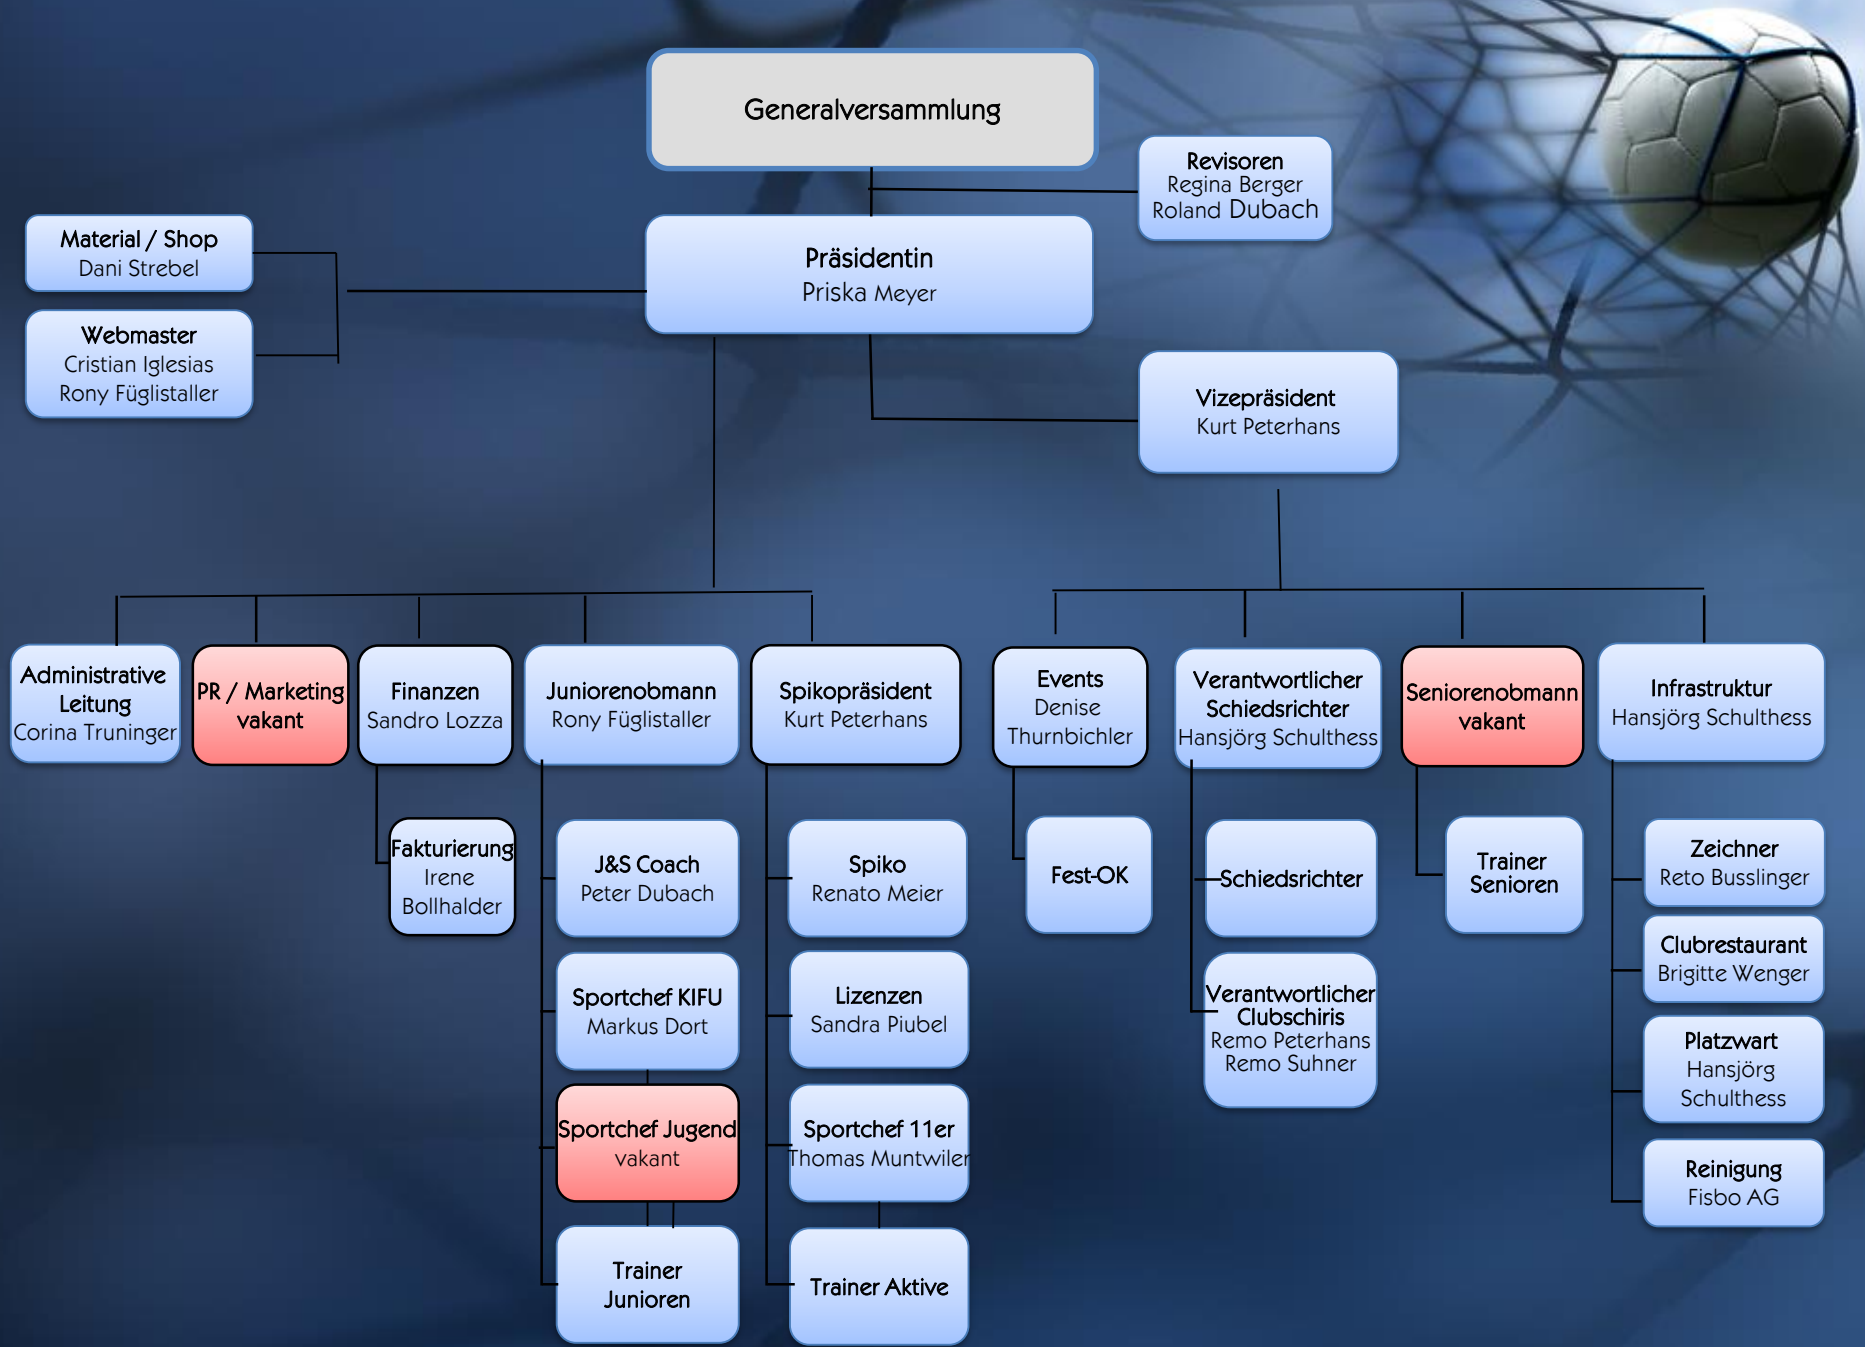 Generalversammlung
Revisoren
Regina Berger
Roland Dubach
Material / Shop
Dani Strebel
Präsidentin
Priska Meyer
Webmaster
Cristian Iglesias
Rony Füglistaller
Vizepräsident
Kurt Peterhans
Administrative
Leitung
Corina Truninger
PR / Marketing
vakant
Finanzen
Sandro Lozza
Juniorenobmann
Rony Füglistaller
Spikopräsident
Kurt Peterhans
Events
Denise
Thurnbichler
Verantwortlicher
Schiedsrichter
Hansjörg Schulthess
Seniorenobmann
vakant
Infrastruktur
Hansjörg Schulthess
Fakturierung
Irene
Bollhalder
J&S Coach
Peter Dubach
Spiko
Renato Meier
Fest-OK
Schiedsrichter
Trainer
Senioren
Zeichner
Reto Busslinger
Sportchef KIFU
Markus Dort
Lizenzen
Sandra Piubel
Verantwortlicher
Clubschiris
Remo Peterhans
Remo Suhner
Clubrestaurant
Brigitte Wenger
Sportchef Jugend
vakant
Sportchef 11er
Thomas Muntwiler
Platzwart
Hansjörg
Schulthess
Reinigung
Fisbo AG
Trainer
Junioren
Trainer Aktive